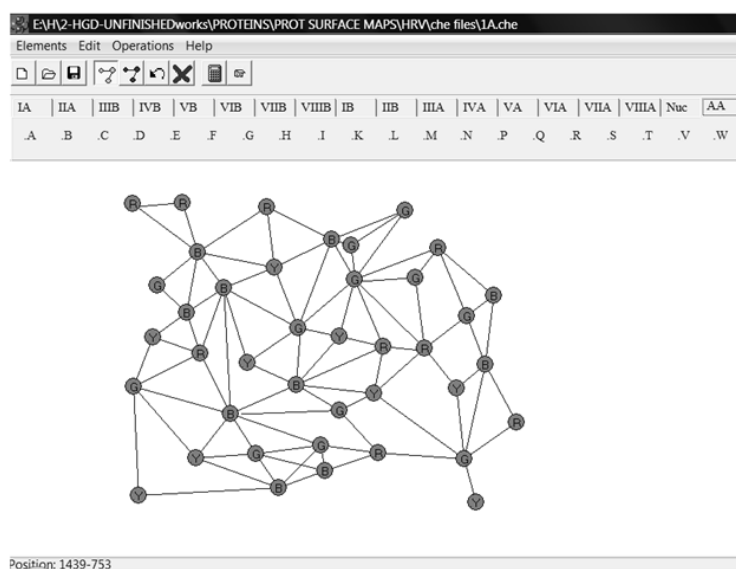 E:\H\2-HGD-UNFINISHEDworks\PROTEINS\PROT SURFACE MAPS\HRV\che files\1A.che
Elements Edit Operations Help
IA IIA IIIB IVB VB VIB VIIB VIIIB IB IIB IIIA IVA VA VIA VIIA VIIIA Nuc AA
.A .B .C .D .E .F .G .H .I .K .L .M .N .P .Q .R .S .T .V .W
R R R G
B B G R
Y G G
G B B
B G
Y G Y
R R R
Y B
G B Y Y
B G R
Y G G R G
B
Y B Y
Position: 1439-753